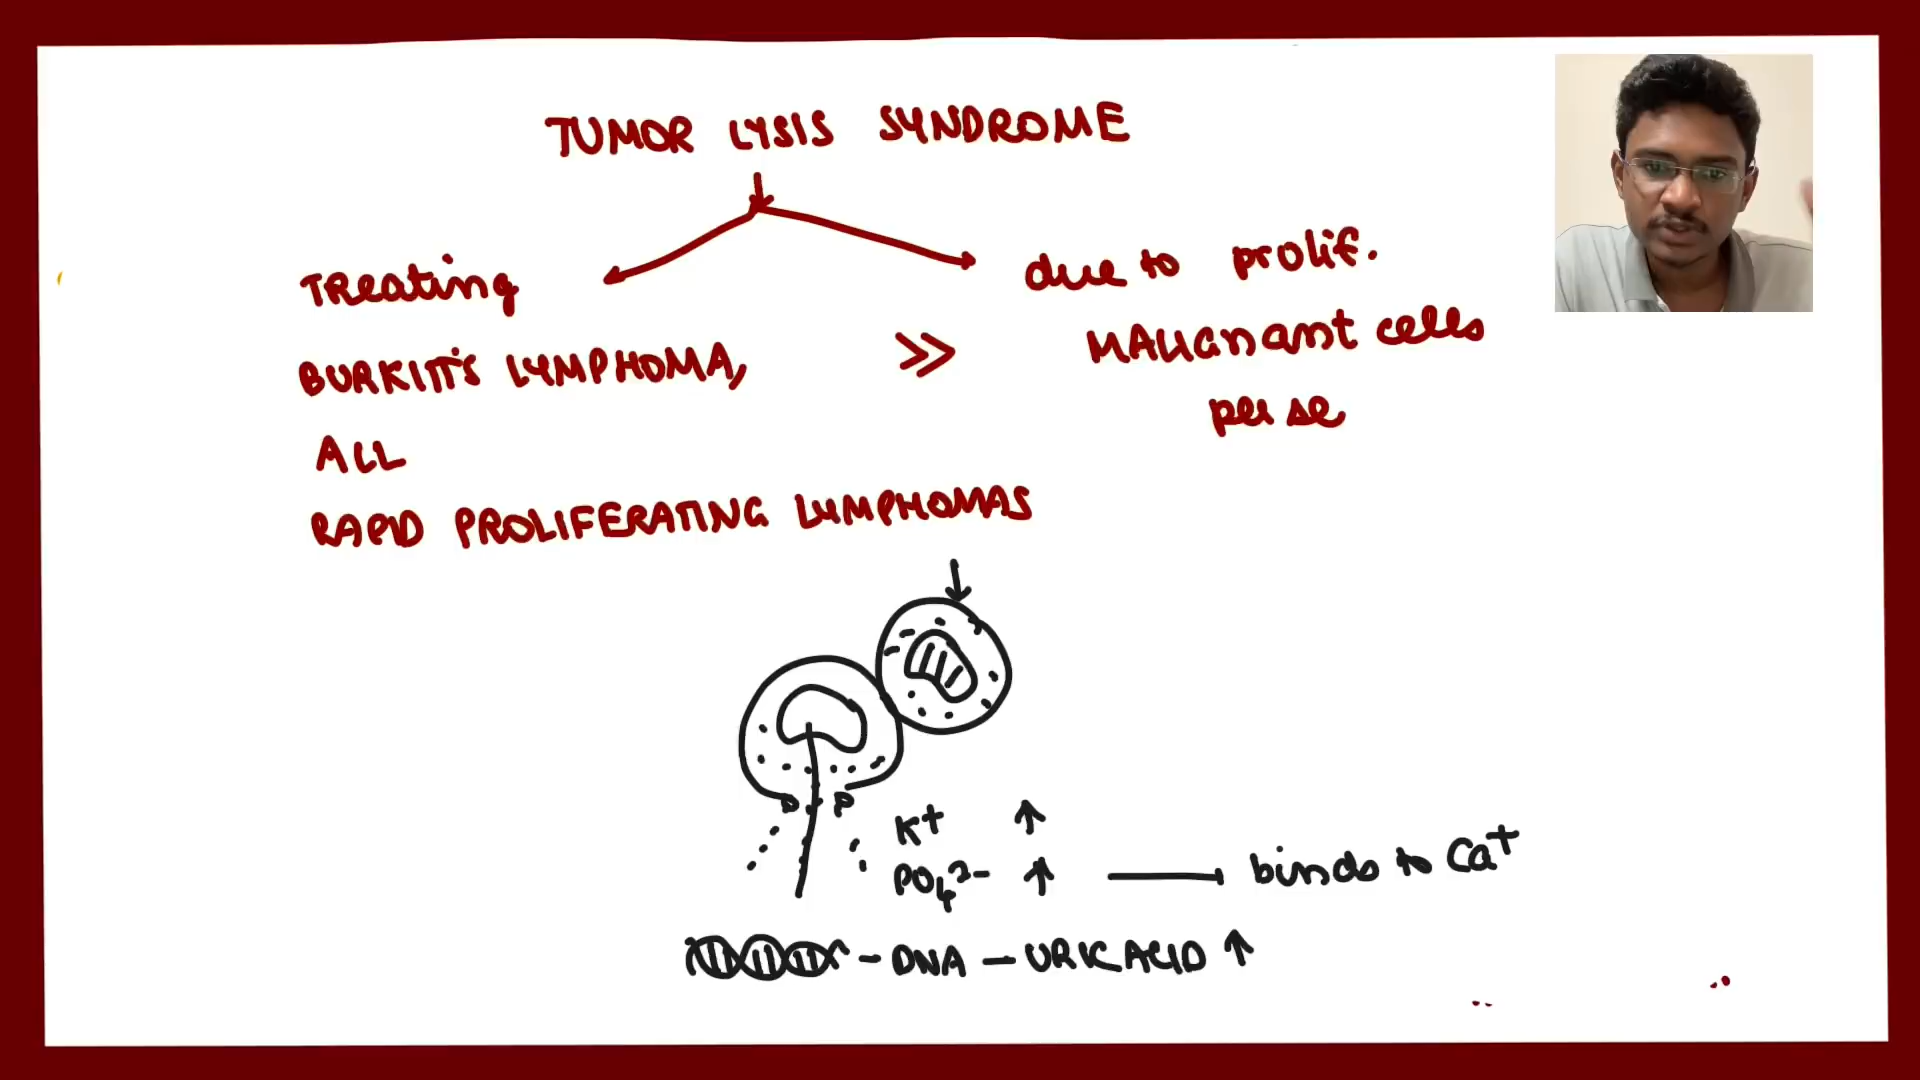 TUMOR LYSIS SYNDROME
TReating
due to prolif.
BURKITT'S LYMPHOMA,
>>
MALIGNANT cells
per se
ALL
RAPID PROLIFERATING LYMPHOMAS
K+ ↑
PO4 2- ↑ → binds to Ca+
- DNA - URIC ACID ↑